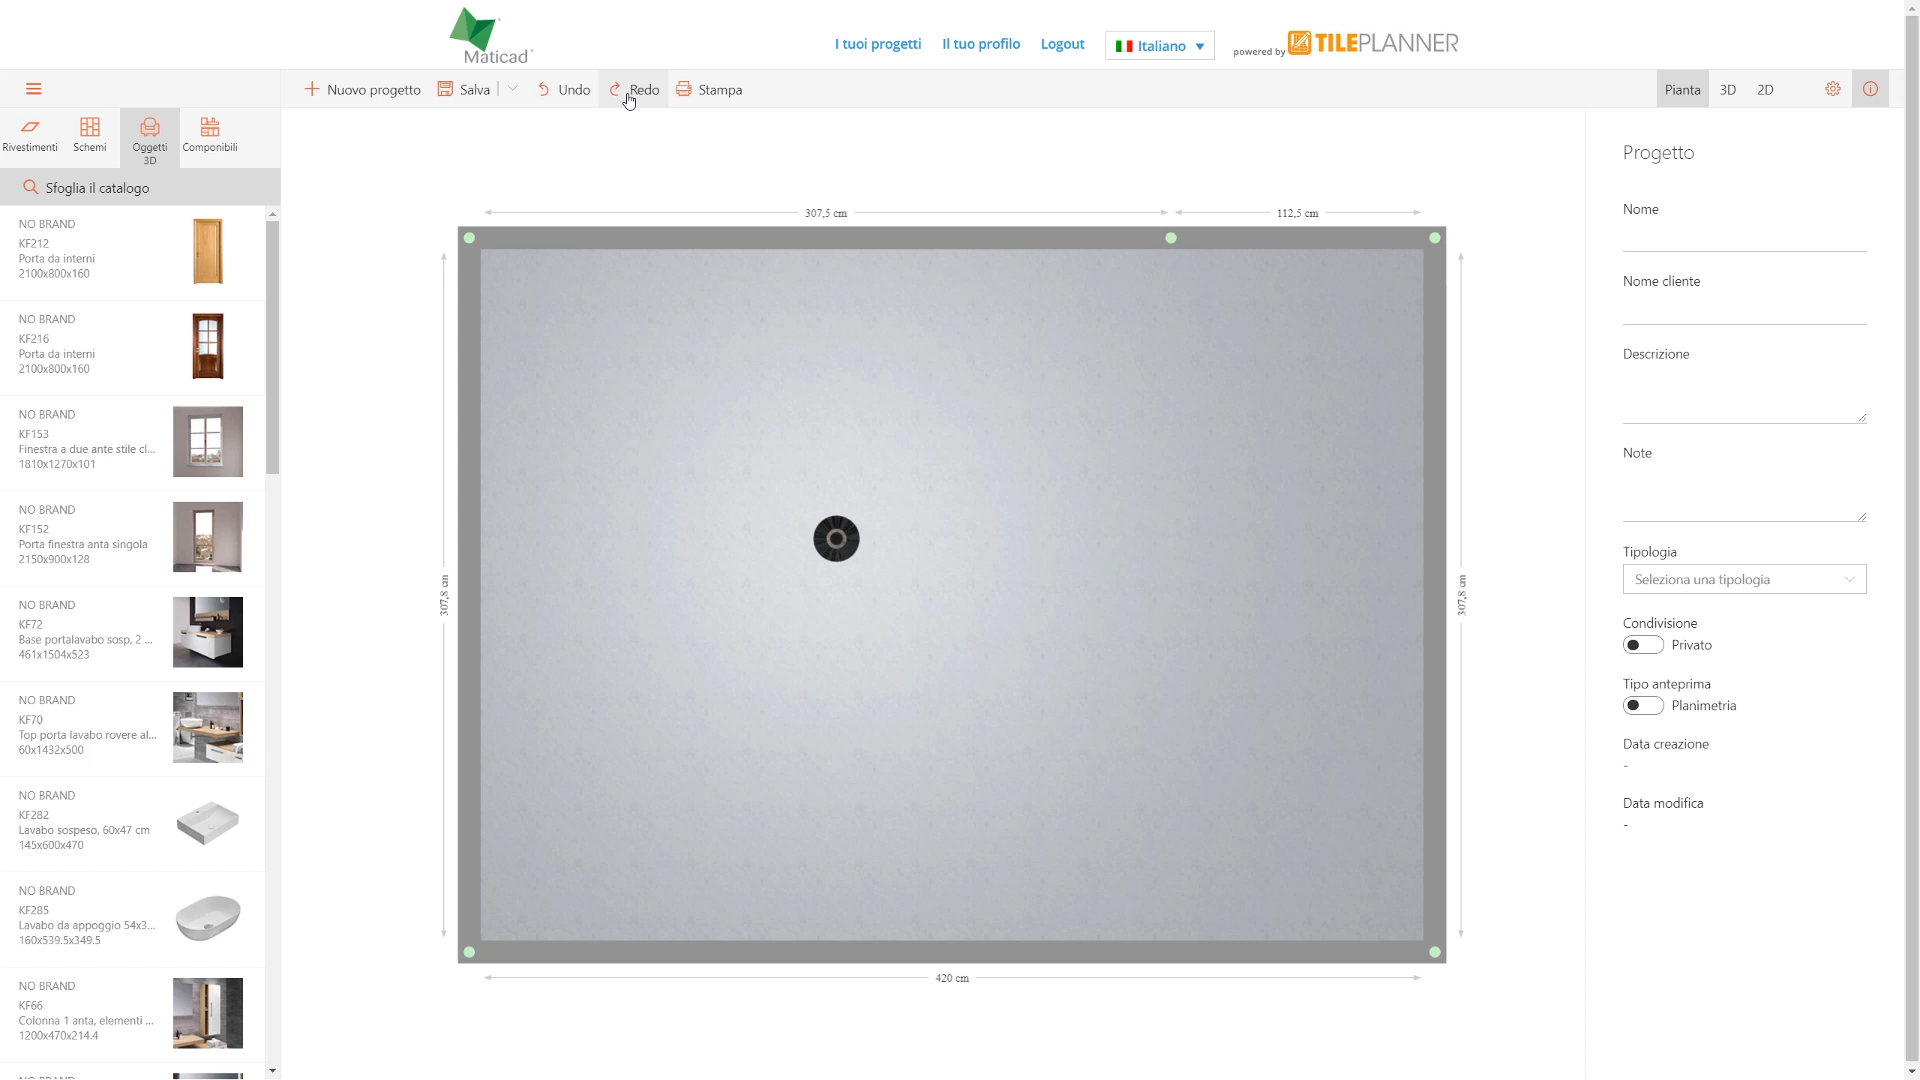 Maticad
I tuoi progetti
Il tuo profilo
Logout
Italiano
powered by TILEPLANNER
Nuovo progetto
Salva
Undo
Redo
Stampa
Pianta
3D
2D
Rivestimenti
Schemi
Oggetti
3D
Componibili
Sfoglia il catalogo
NO BRAND
KF212
Porta da interni
2100x800x160
NO BRAND
KF216
Porta da interni
2100x800x160
NO BRAND
KF153
Finestra a due ante stile cl...
1810x1270x101
NO BRAND
KF152
Porta finestra anta singola
2150x900x128
NO BRAND
KF72
Base portalavabo sosp, 2 ...
461x1504x523
NO BRAND
KF70
Top porta lavabo rovere al...
60x1432x500
NO BRAND
KF282
Lavabo sospeso, 60x47 cm
145x600x470
NO BRAND
KF285
Lavabo da appoggio 54x3...
160x539.5x349.5
NO BRAND
KF66
Colonna 1 anta, elementi ...
1200x470x214.4
307,5 cm
112,5 cm
307,8 cm
307,8 cm
420 cm
Progetto
Nome
Nome cliente
Descrizione
Note
Tipologia
Seleziona una tipologia
Condivisione
Privato
Tipo anteprima
Planimetria
Data creazione
-
Data modifica
-